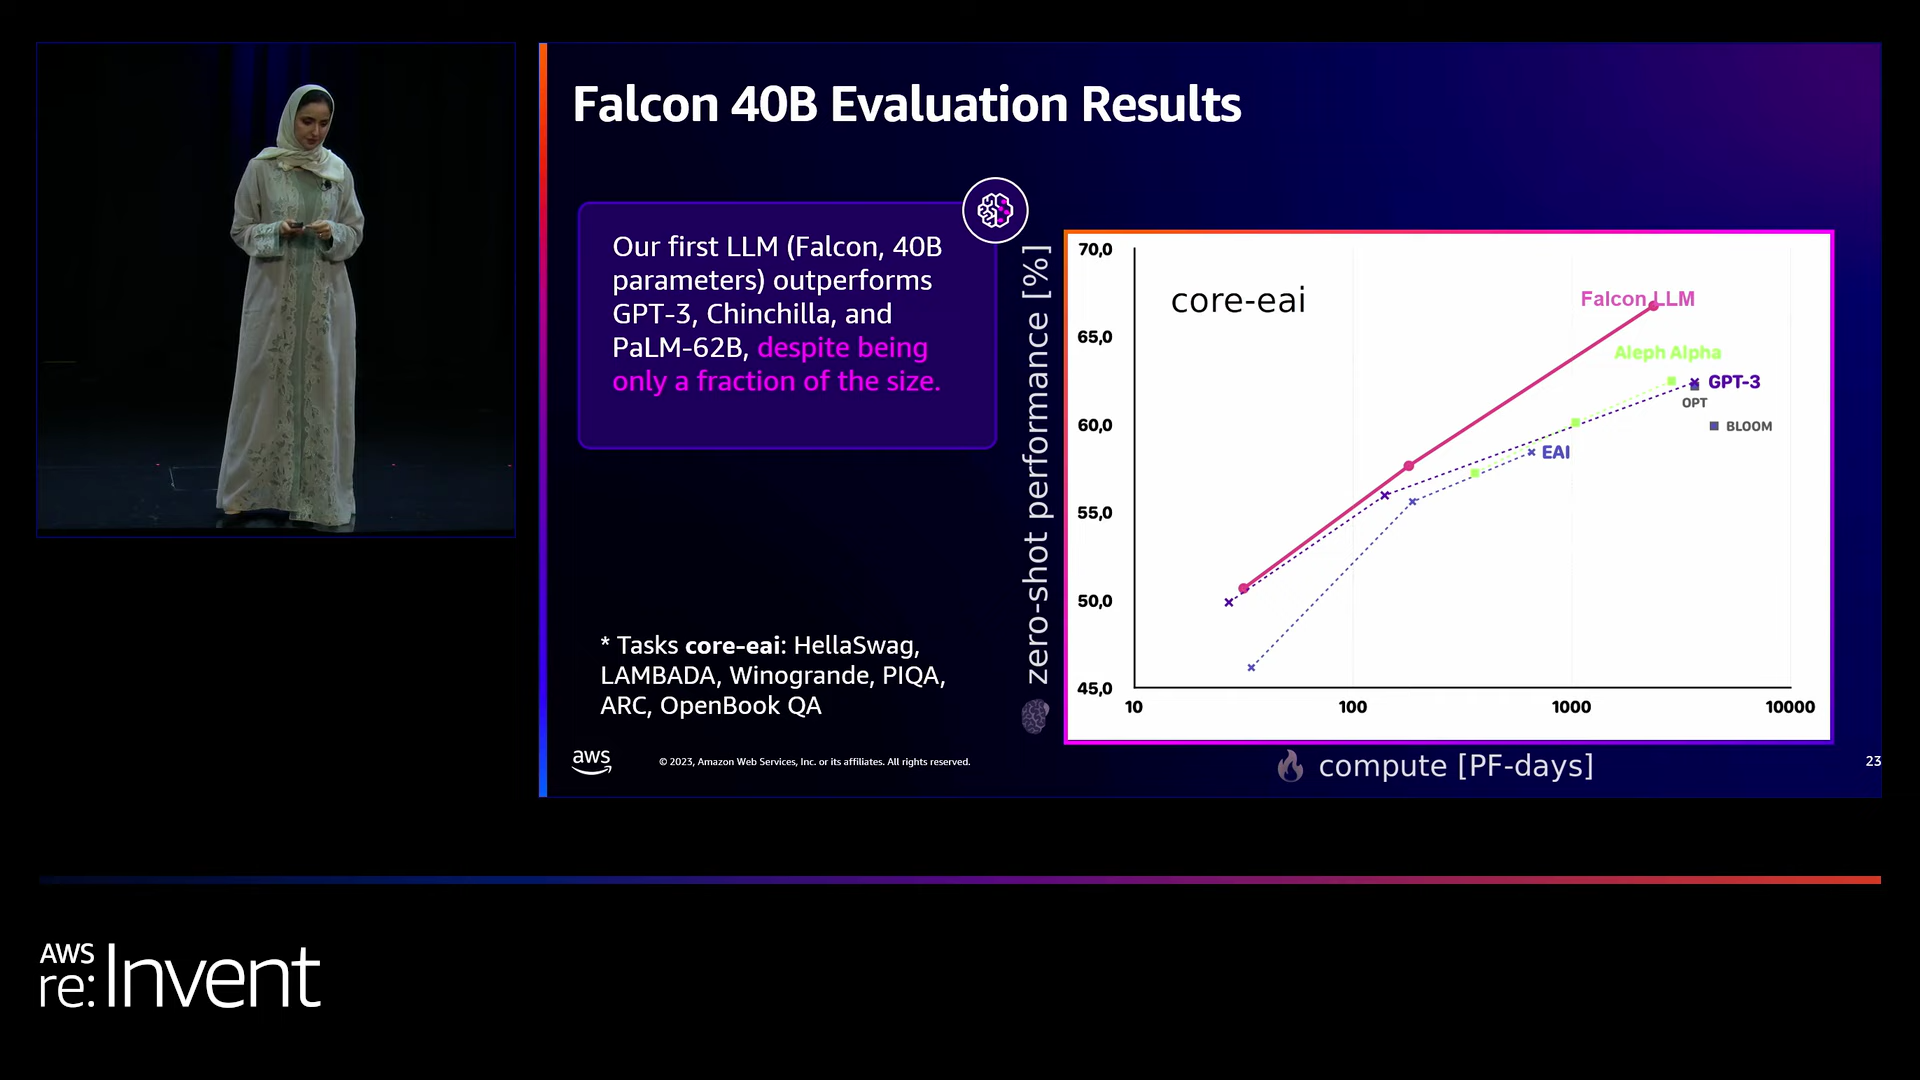 Falcon 40B Evaluation Results
Our first LLM (Falcon, 40B
parameters) outperforms
GPT-3, Chinchilla, and
PaLM-62B, despite being
only a fraction of the size.
* Tasks core-eai: HellaSwag,
LAMBADA, Winogrande, PIQA,
ARC, OpenBook QA
zero-shot performance [%]
core-eai
70,0
65,0
60,0
55,0
50,0
45,0
10
100
1000
10000
Falcon LLM
Aleph Alpha
GPT-3
OPT
BLOOM
EAI
compute [PF-days]
aws
© 2023, Amazon Web Services, Inc. or its affiliates. All rights reserved.
23
AWS
re:Invent